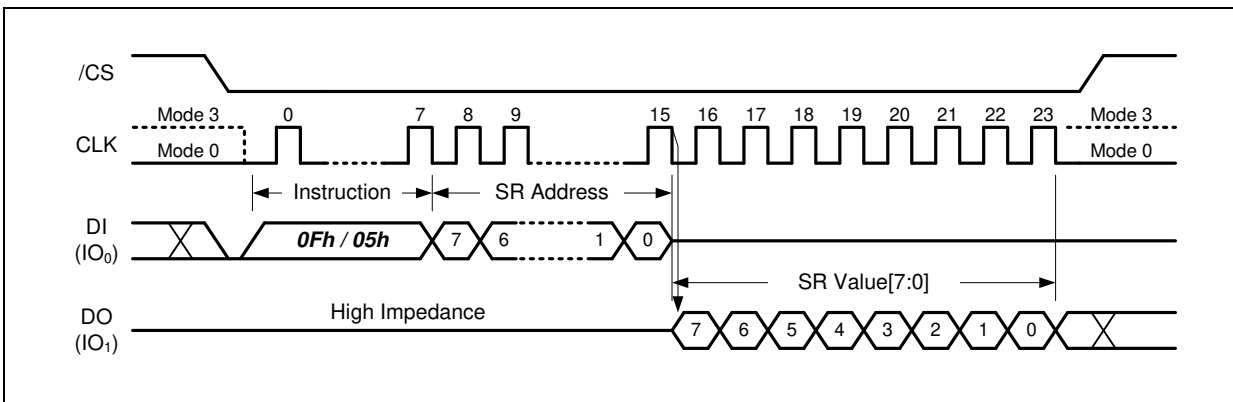 /CS
Mode 3 0 7 8 9 15 16 17 18 19 20 21 22 23 Mode 3
CLK
Mode 0 Mode 0
Instruction SR Address
DI
(IO₀)
0Fh / 05h 7 6 1 0
SR Value[7:0]
High Impedance
DO
(IO₁)
7 6 5 4 3 2 1 0